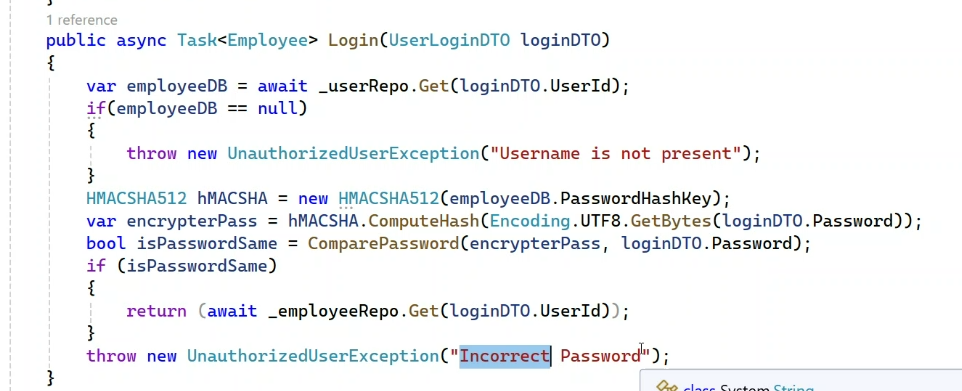 }
1 reference
public async Task<Employee> Login(UserLoginDTO loginDTO)
{
var employeeDB = await _userRepo.Get(loginDTO.UserId);
if(employeeDB == null)
{
throw new UnauthorizedUserException("Username is not present");
}
HMACSHA512 hMACSHA = new HMACSHA512(employeeDB.PasswordHashKey);
var encrypterPass = hMACSHA.ComputeHash(Encoding.UTF8.GetBytes(loginDTO.Password));
bool isPasswordSame = ComparePassword(encrypterPass, loginDTO.Password);
if (isPasswordSame)
{
return (await _employeeRepo.Get(loginDTO.UserId));
}
throw new UnauthorizedUserException("Incorrect Password");
}
class System.String